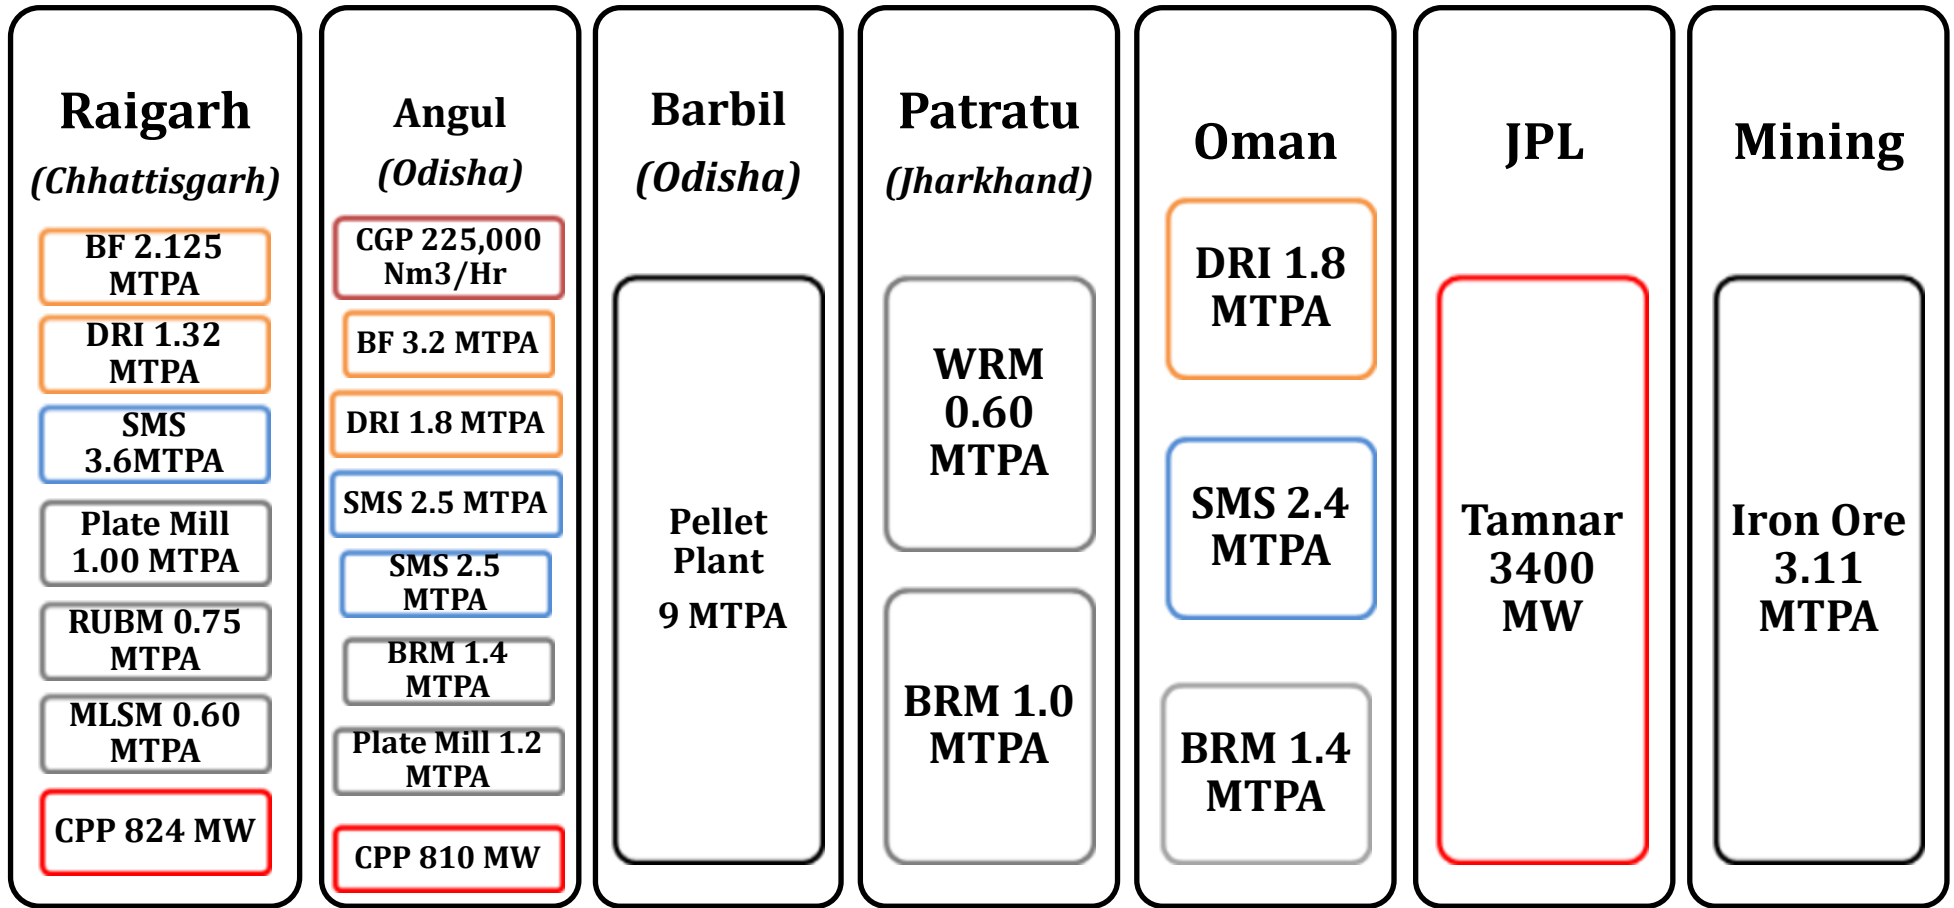 Raigarh
(Chhattisgarh)
BF 2.125
MTPA
DRI 1.32
MTPA
SMS
3.6MTPA
Plate Mill
1.00 MTPA
RUBM 0.75
MTPA
MLSM 0.60
MTPA
CPP 824 MW
Angul
(Odisha)
CGP 225,000
Nm3/Hr
BF 3.2 MTPA
DRI 1.8 MTPA
SMS 2.5 MTPA
SMS 2.5
MTPA
BRM 1.4
MTPA
Plate Mill 1.2
MTPA
CPP 810 MW
Barbil
(Odisha)
Pellet
Plant
9 MTPA
Patratu
(Jharkhand)
WRM
0.60
MTPA
BRM 1.0
MTPA
Oman
DRI 1.8
MTPA
SMS 2.4
MTPA
BRM 1.4
MTPA
JPL
Tamnar
3400
MW
Mining
Iron Ore
3.11
MTPA